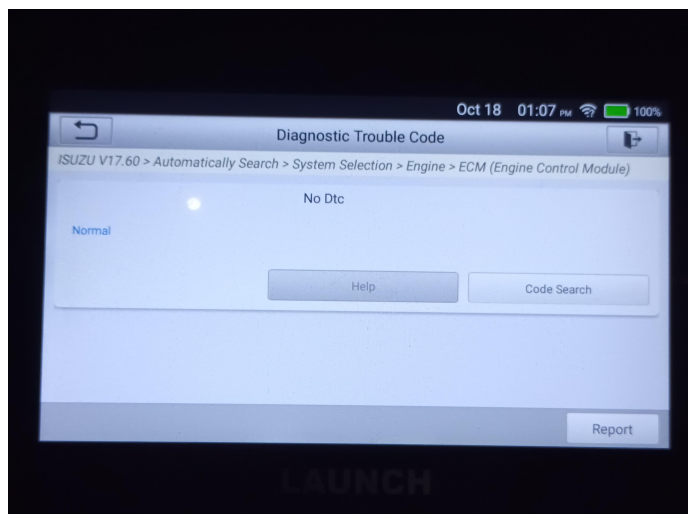 Oct 18 01:07 PM 100%
Diagnostic Trouble Code
ISUZU V17.60 > Automatically Search > System Selection > Engine > ECM (Engine Control Module)
No Dtc
Normal
Help
Code Search
Report
LAUNCH